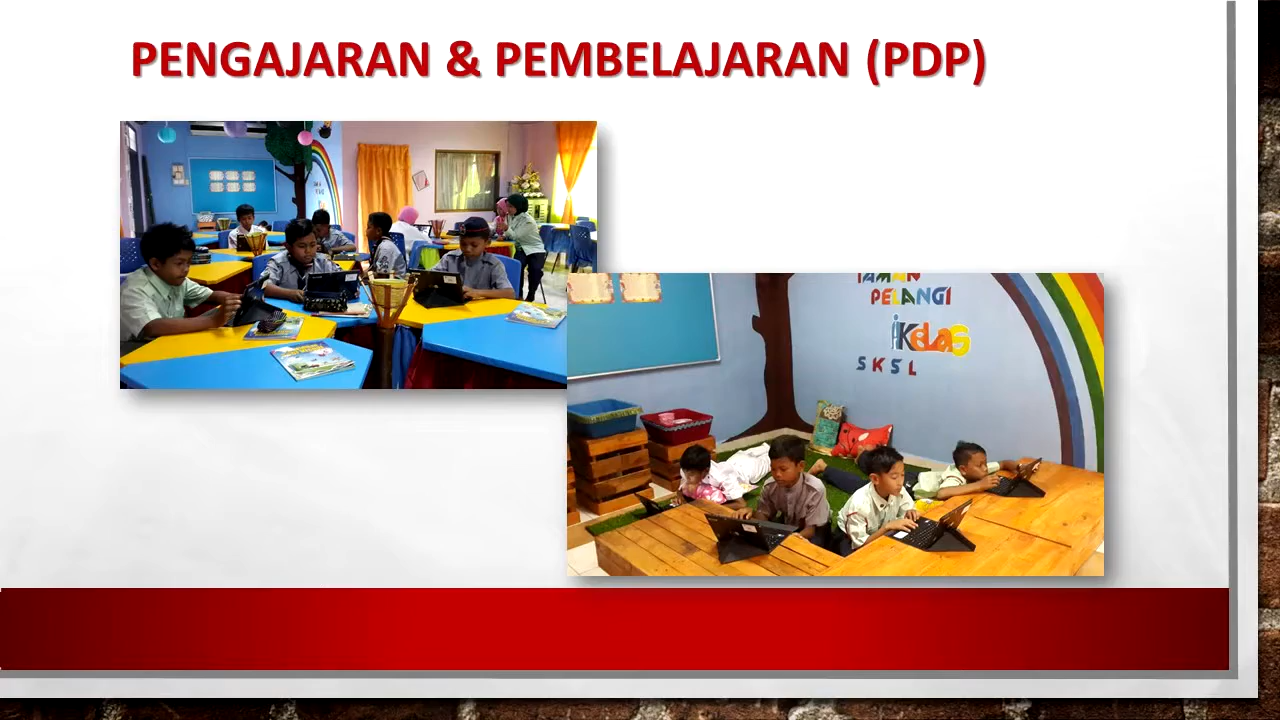 PENGAJARAN & PEMBELAJARAN (PDP)
TAMAN
PELANGI
iKelas
SKSL